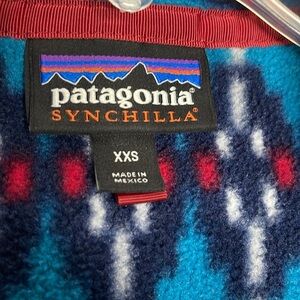 patagonia®
SYNCHILLA®
XXS
MADE IN
MEXICO